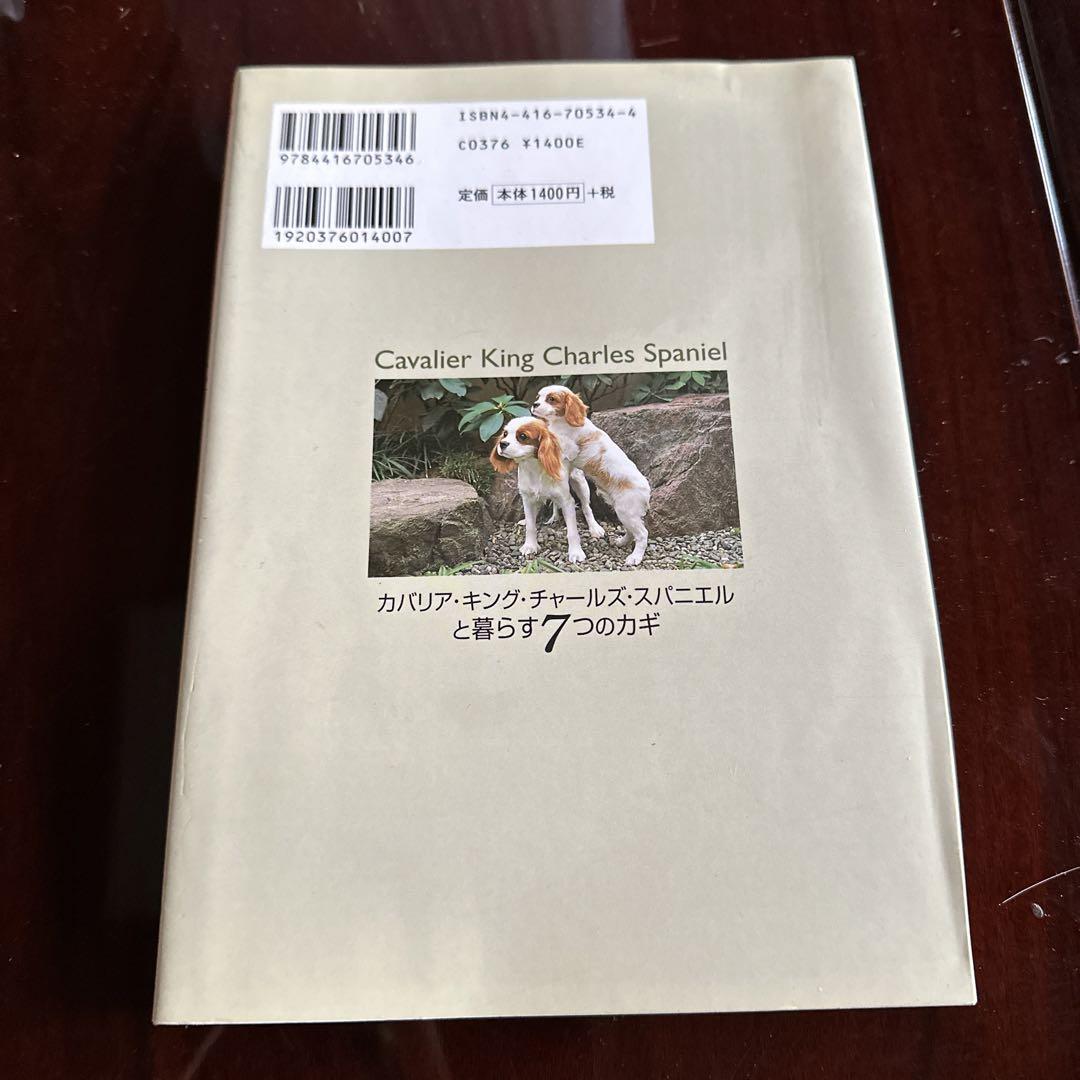 ISBN4-416-70534-4
C0376 ¥1400E
9784416705346
定価 本体1400円 +税
1920376014007
Cavalier King Charles Spaniel
カバリア・キング・チャールズ・スパニエル
と暮らす7つのカギ